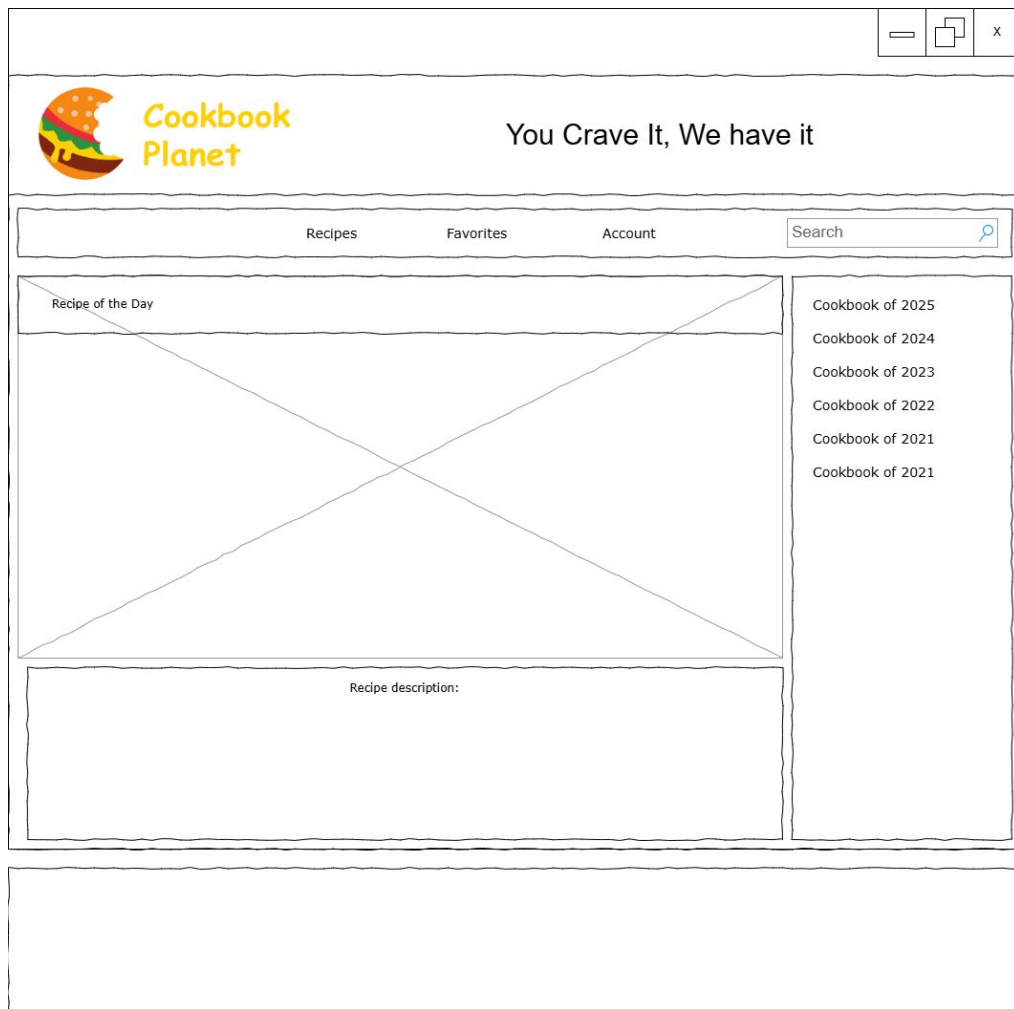 X
Cookbook
Planet
You Crave It, We have it
Recipes Favorites Account Search
Recipe of the Day
Cookbook of 2025
Cookbook of 2024
Cookbook of 2023
Cookbook of 2022
Cookbook of 2021
Cookbook of 2021
Recipe description: